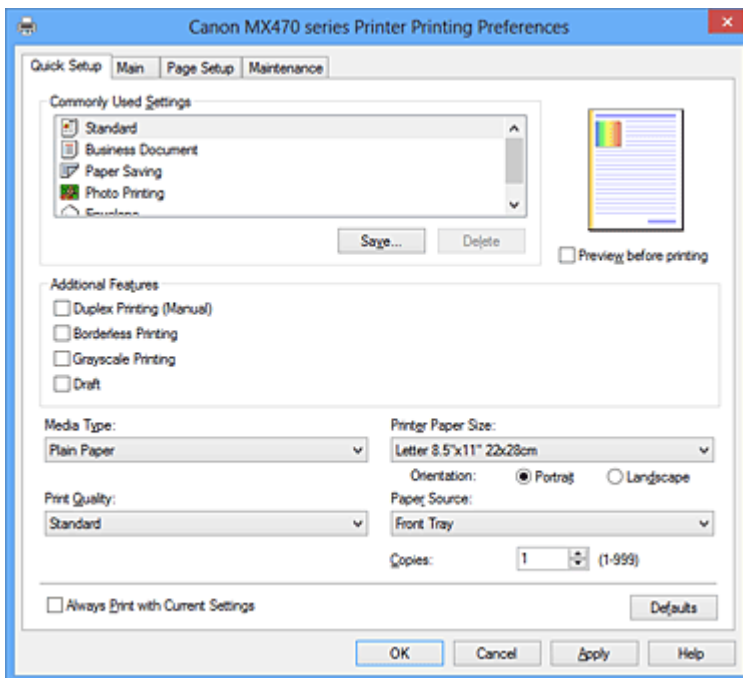 Canon MX470 series Printer Printing Preferences
Quick Setup
Main
Page Setup
Maintenance
Commonly Used Settings
Standard
Business Document
Paper Saving
Photo Printing
Envelope
Save...
Delete
Preview before printing
Additional Features
Duplex Printing (Manual)
Borderless Printing
Grayscale Printing
Draft
Media Type:
Plain Paper
Printer Paper Size:
Letter 8.5"x11" 22x28cm
Orientation:
Portrait
Landscape
Print Quality:
Standard
Paper Source:
Front Tray
Copies:
1
(1-999)
Always Print with Current Settings
Defaults
OK
Cancel
Apply
Help